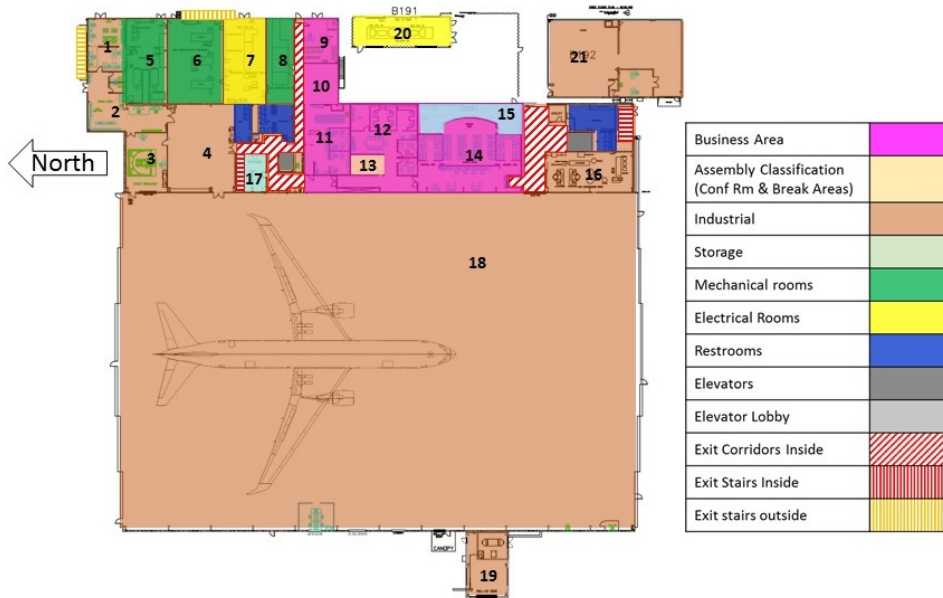 B191
20
1
5
6
7
8
9
21
10
2
15
11
12
3
4
13
14
16
17
North
18
CANOPY
19
Business Area
Assembly Classification
(Conf Rm & Break Areas)
Industrial
Storage
Mechanical rooms
Electrical Rooms
Restrooms
Elevators
Elevator Lobby
Exit Corridors Inside
Exit Stairs Inside
Exit stairs outside